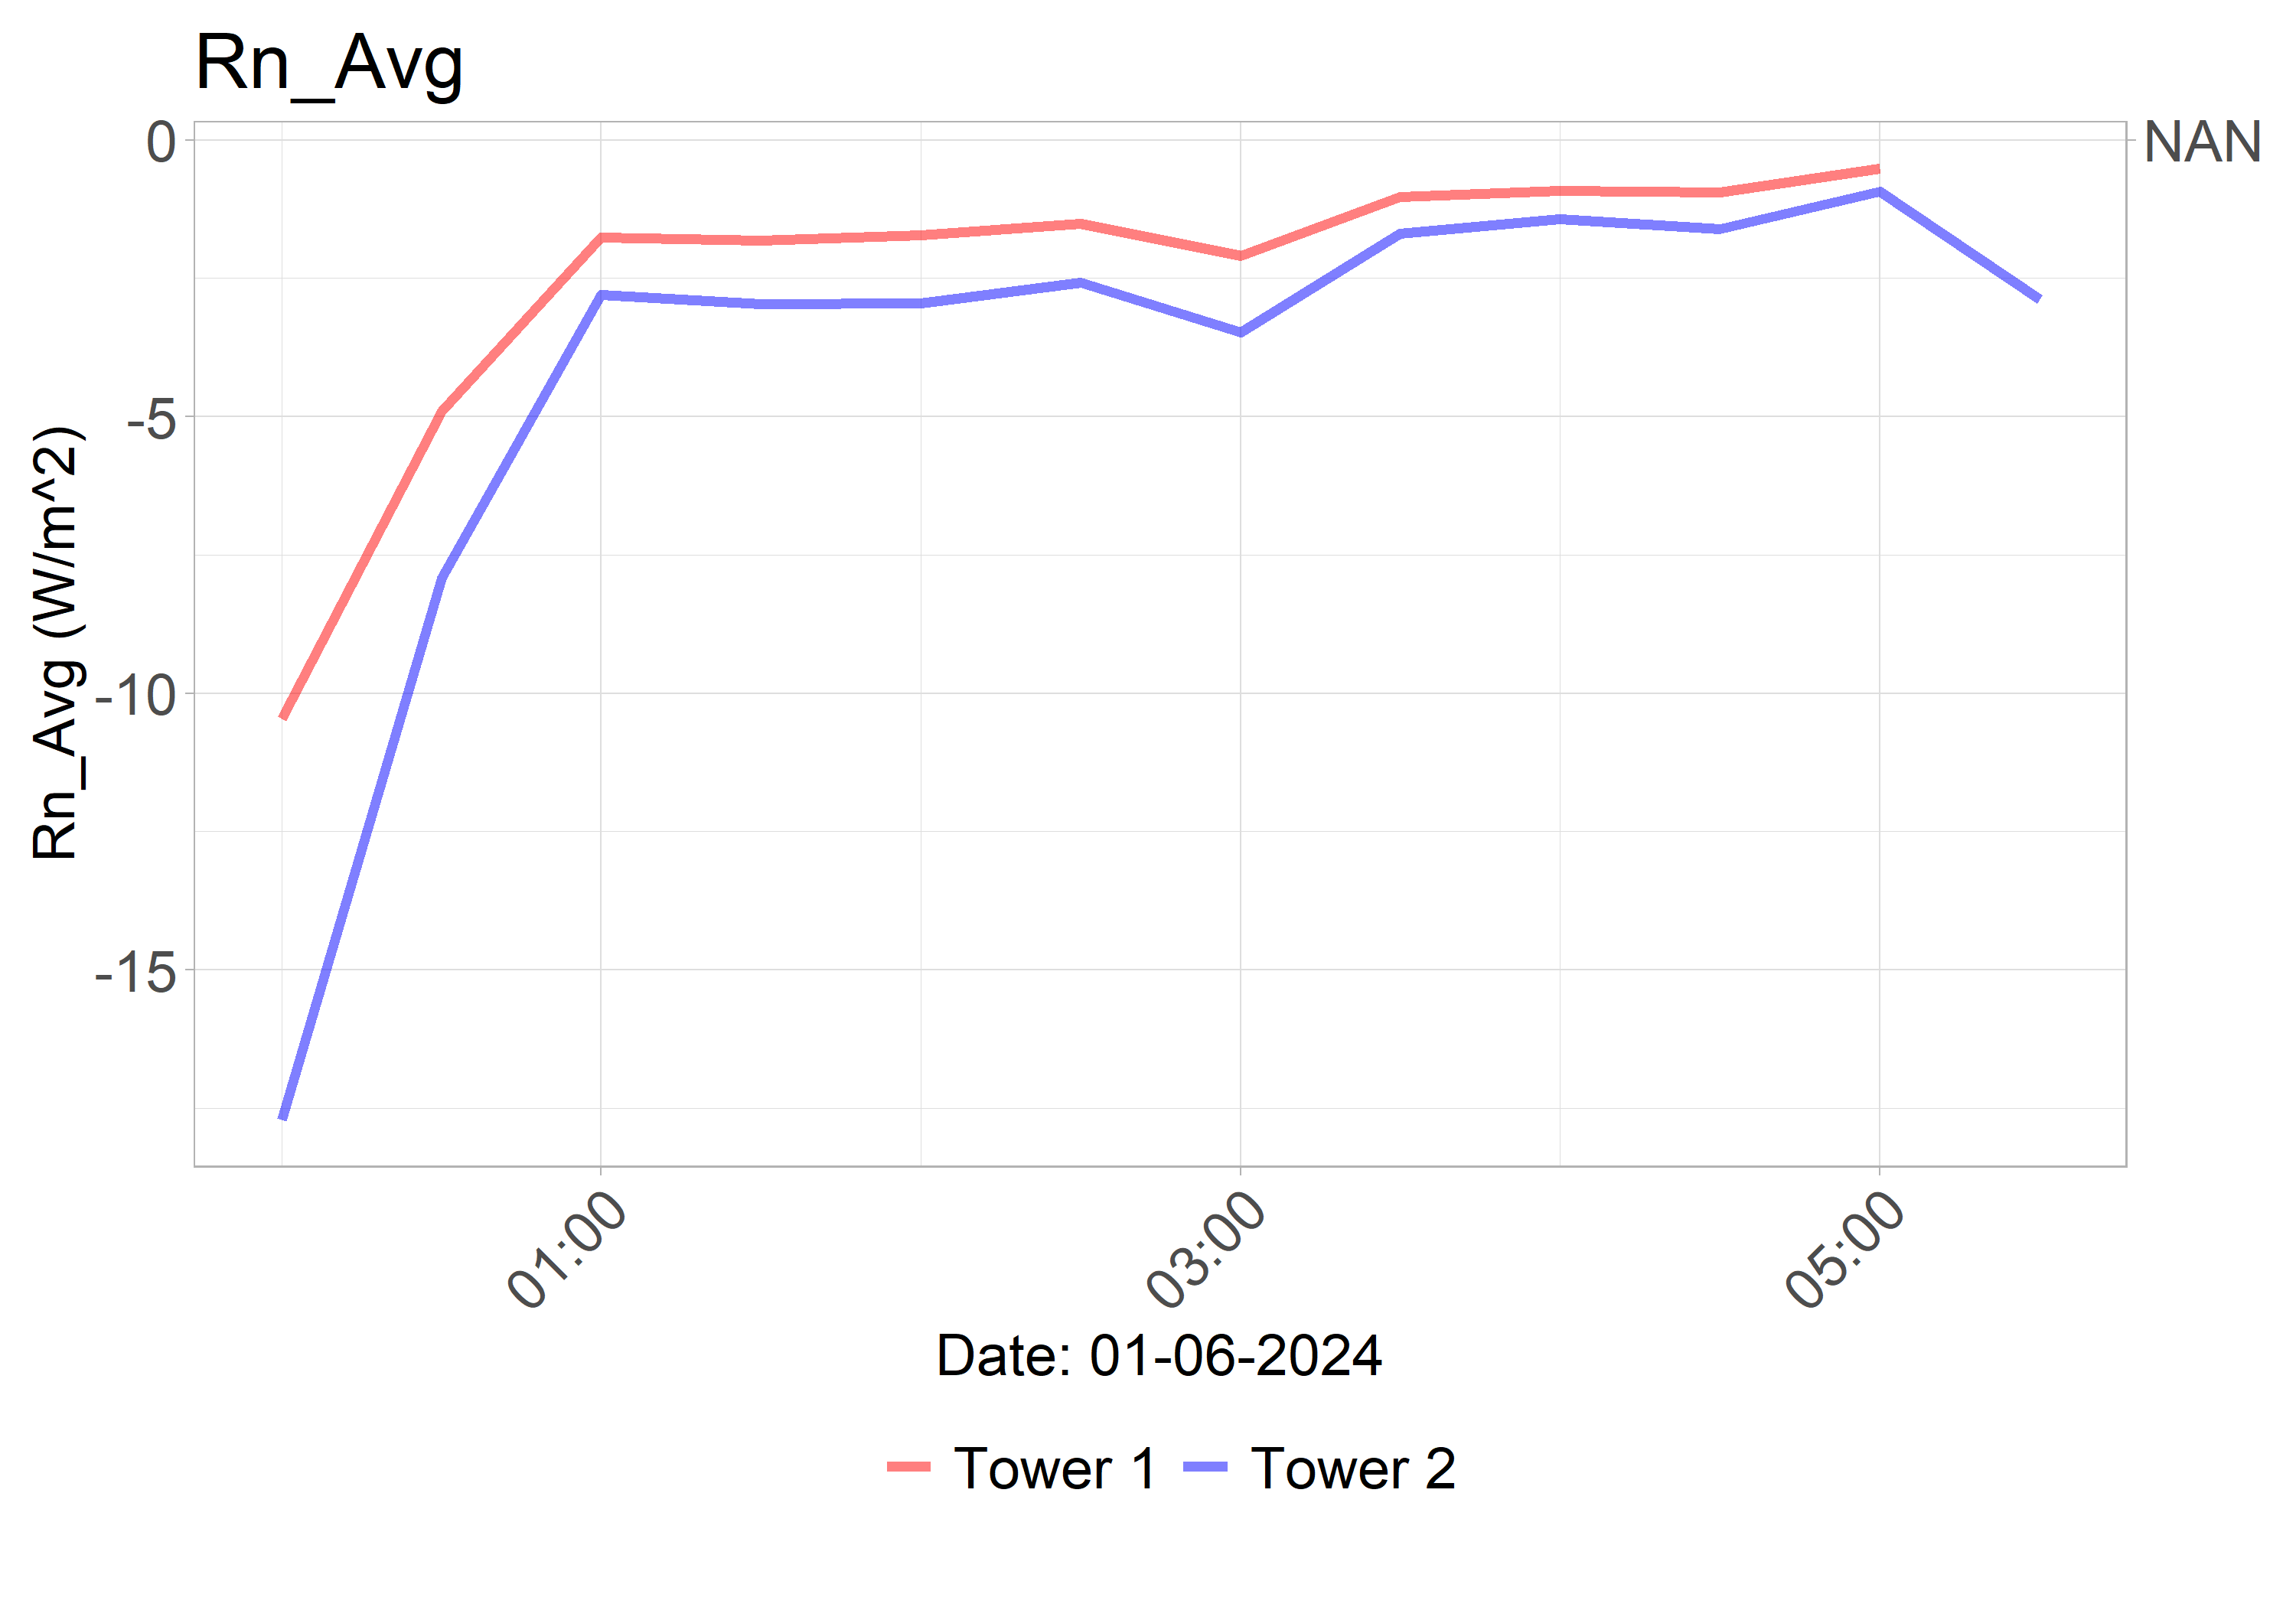 Rn_Avg
0
-5
-10
-15
NAN
Rn_Avg (W/m^2)
01:00
03:00
05:00
Date: 01-06-2024
Tower 1
Tower 2